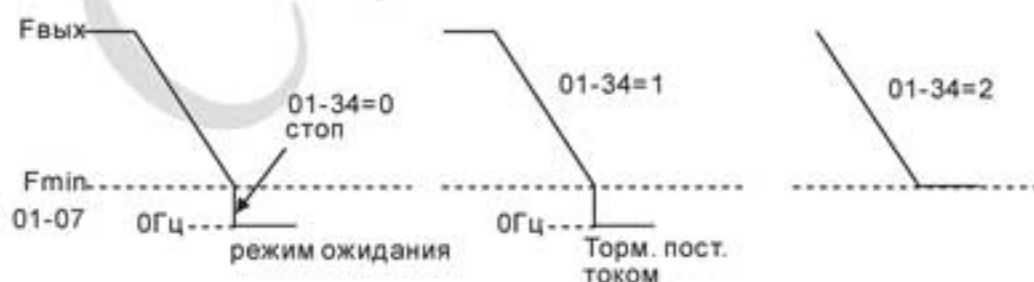 Fвых
01-34=0
стоп
Fmin
01-07
0Гц
режим ожидания
01-34=1
0Гц
Торм. пост.
током
01-34=2